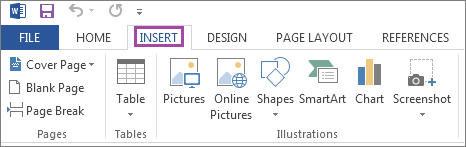 FILE HOME INSERT DESIGN PAGE LAYOUT REFERENCES
Cover Page
Blank Page
Page Break
Pages
Table
Tables
Pictures
Online
Pictures
Shapes
SmartArt
Chart
Screenshot
Illustrations